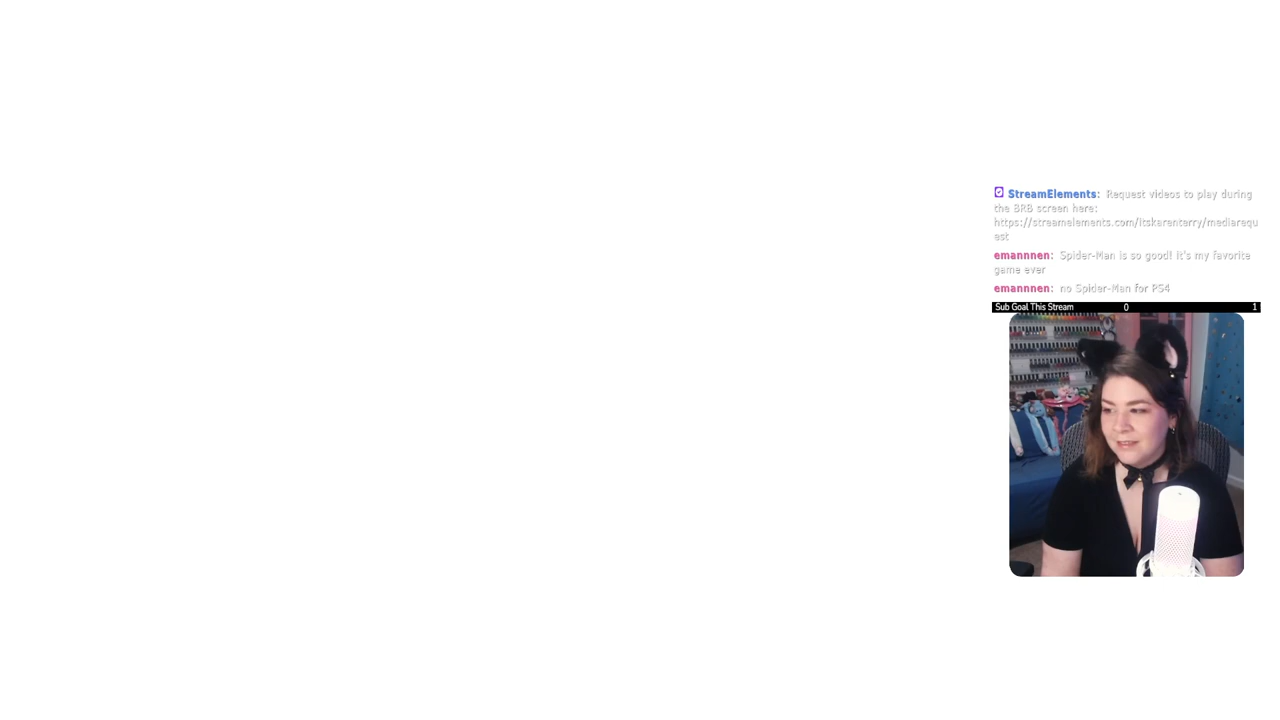 StreamElements: Request videos to play during
the BRB screen here:
https://streamelements.com/itskarenterry/mediarequ
est
emannnen: Spider-Man is so good! it's my favorite
game ever
emannnen: no Spider-Man for PS4
Sub Goal This Stream 0 1